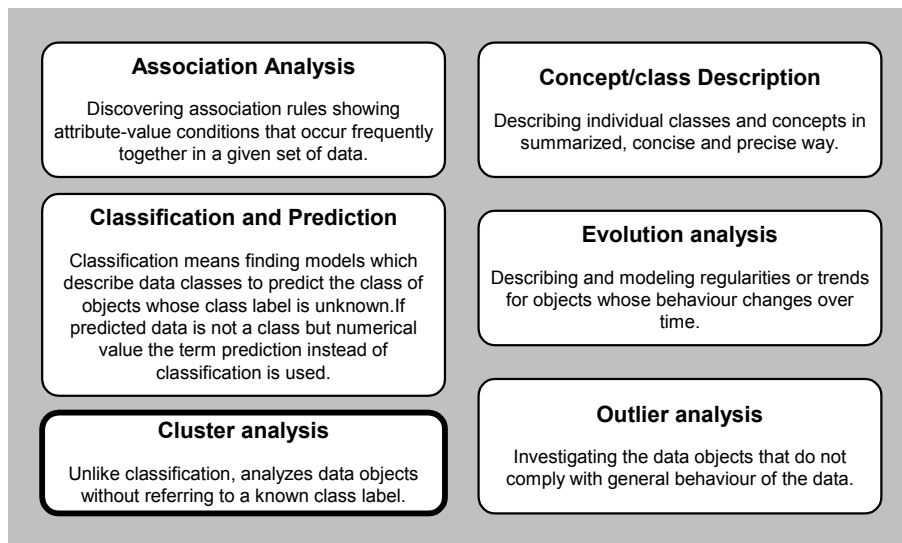 Association Analysis
Discovering association rules showing
attribute-value conditions that occur frequently
together in a given set of data.
Classification and Prediction
Classification means finding models which
describe data classes to predict the class of
objects whose class label is unknown.If
predicted data is not a class but numerical
value the term prediction instead of
classification is used.
Cluster analysis
Unlike classification, analyzes data objects
without referring to a known class label.
Concept/class Description
Describing individual classes and concepts in
summarized, concise and precise way.
Evolution analysis
Describing and modeling regularities or trends
for objects whose behaviour changes over
time.
Outlier analysis
Investigating the data objects that do not
comply with general behaviour of the data.